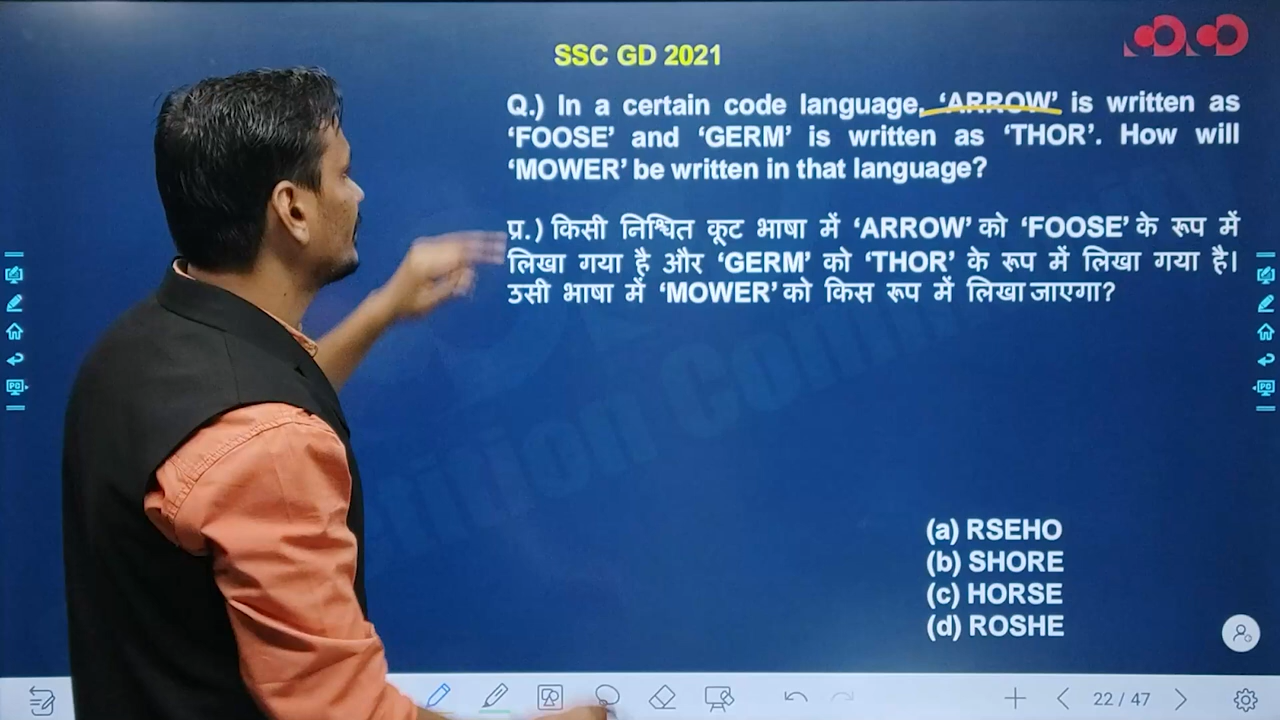 SSC GD 2021
Q.) In a certain code language, ‘ARROW’ is written as
‘FOOSE’ and ‘GERM’ is written as ‘THOR’. How will
‘MOWER’ be written in that language?
प्र.) किसी निश्चित कूट भाषा में ‘ARROW’ को ‘FOOSE’ के रूप में
लिखा गया है और ‘GERM’ को ‘THOR’ के रूप में लिखा गया है।
उसी भाषा में ‘MOWER’ को किस रूप में लिखा जाएगा?
(a) RSEHO
(b) SHORE
(c) HORSE
(d) ROSHE
22 / 47